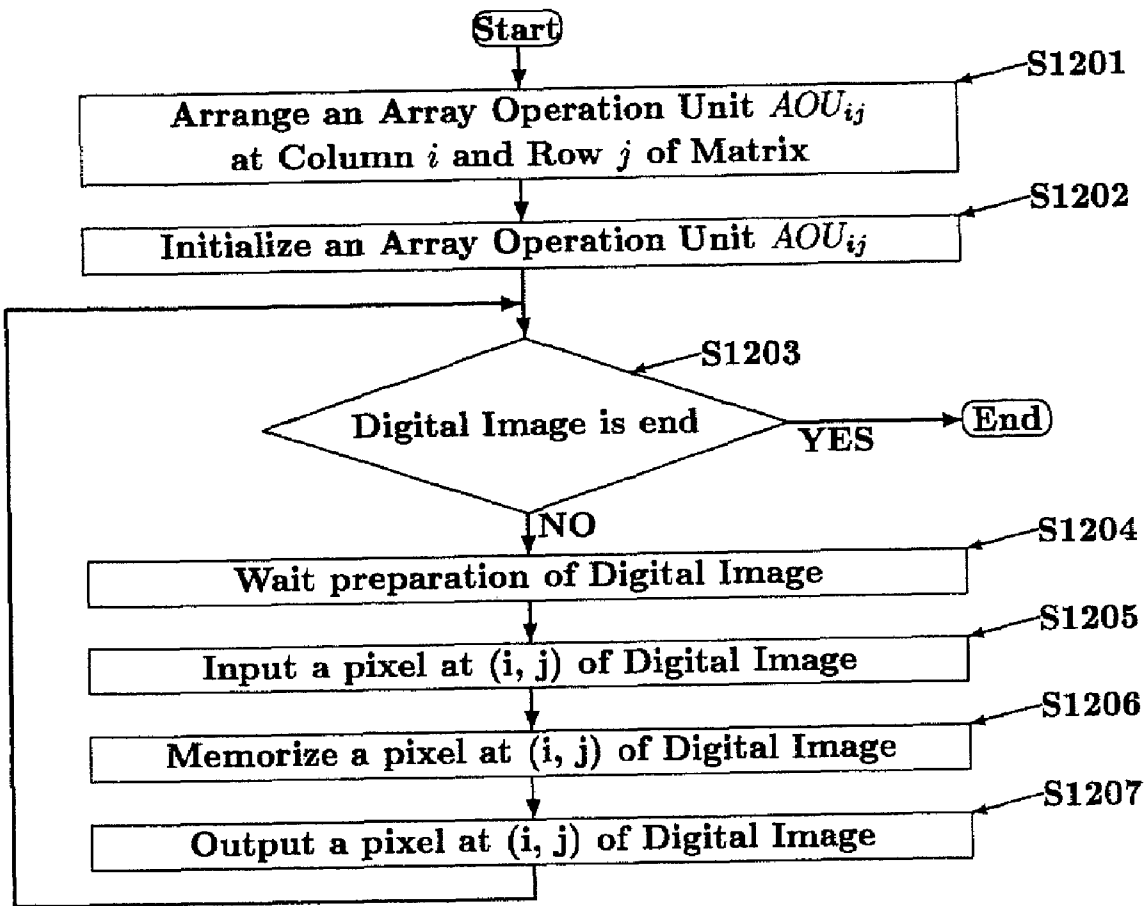 Start
S1201
Arrange an Array Operation Unit AOUij
at Column i and Row j of Matrix
S1202
Initialize an Array Operation Unit AOUij
S1203
Digital Image is end
YES
End
NO
S1204
Wait preparation of Digital Image
S1205
Input a pixel at (i, j) of Digital Image
S1206
Memorize a pixel at (i, j) of Digital Image
S1207
Output a pixel at (i, j) of Digital Image